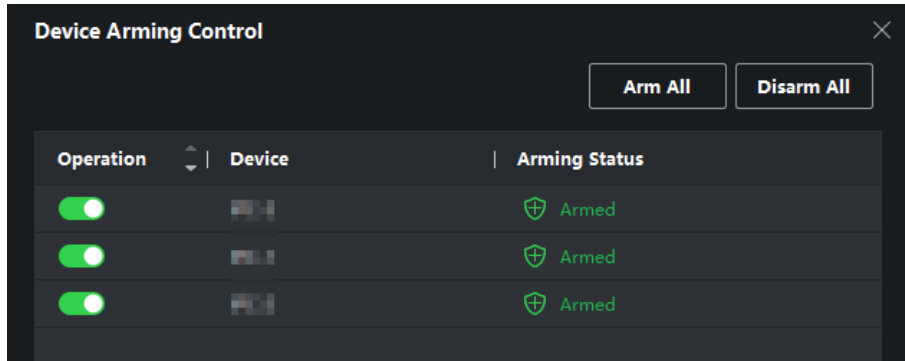 Device Arming Control
Arm All Disarm All
Operation Device Arming Status
Armed
Armed
Armed